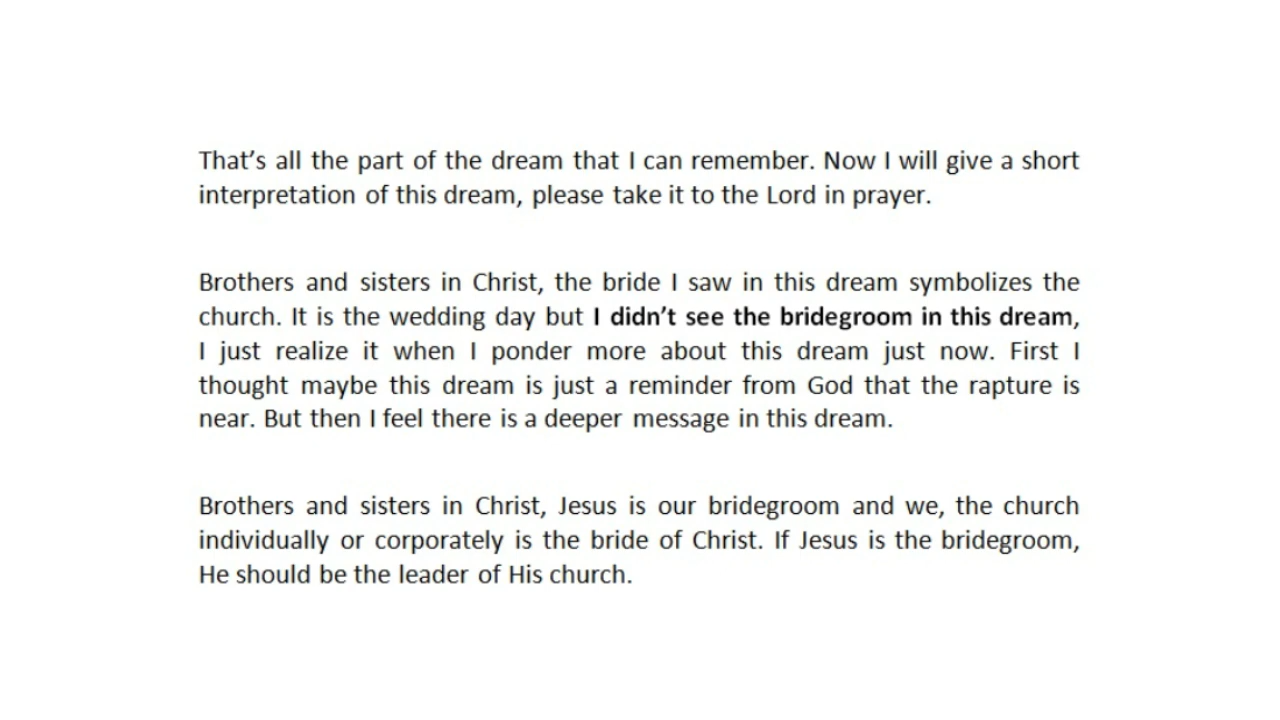 That’s all the part of the dream that I can remember. Now I will give a short
interpretation of this dream, please take it to the Lord in prayer.
Brothers and sisters in Christ, the bride I saw in this dream symbolizes the
church. It is the wedding day but I didn’t see the bridegroom in this dream,
I just realize it when I ponder more about this dream just now. First I
thought maybe this dream is just a reminder from God that the rapture is
near. But then I feel there is a deeper message in this dream.
Brothers and sisters in Christ, Jesus is our bridegroom and we, the church
individually or corporately is the bride of Christ. If Jesus is the bridegroom,
He should be the leader of His church.